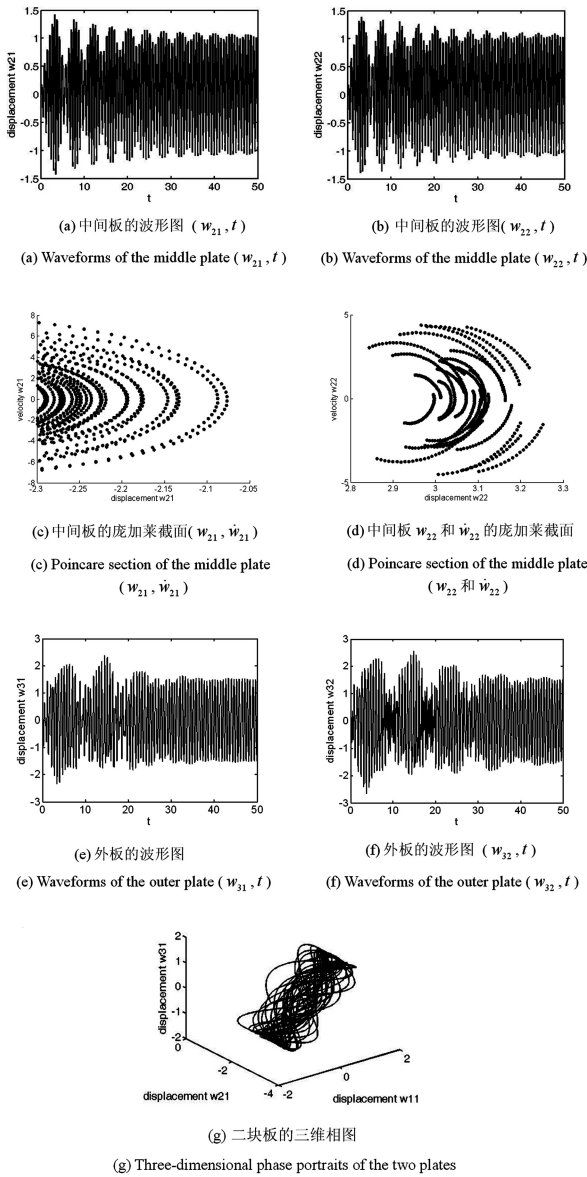 displacement w21
1.5
1
0.5
0
-0.5
-1
-1.5
0 10 20 30 40 50
t
displacement w22
1.5
1
0.5
0
-0.5
-1
-1.5
0 10 20 30 40 50
t
(a) 中间板的波形图 ( w₂₁ , t )
(a) Waveforms of the middle plate ( w₂₁ , t )
(b) 中间板的波形图( w₂₂ , t )
(b) Waveforms of the middle plate ( w₂₂ , t )
velocity w21
8
6
4
2
0
-2
-4
-6
-8
-2.3 -2.25 -2.2 -2.15 -2.1 -2.05
displacement w21
velocity w22
5
0
-5
2.8 2.9 3 3.1 3.2 3.3
displacement w22
(c) 中间板的庞加莱截面( w₂₁ , ẇ₂₁ )
(c) Poincare section of the middle plate
( w₂₁ , ẇ₂₁ )
(d) 中间板 w₂₂ 和 ẇ₂₂ 的庞加莱截面
(d) Poincare section of the middle plate
( w₂₂ 和 ẇ₂₂ )
displacement w31
3
2
1
0
-1
-2
-3
0 10 20 30 40 50
t
displacement w32
3
2
1
0
-1
-2
-3
0 10 20 30 40 50
t
(e) 外板的波形图
(e) Waveforms of the outer plate ( w₃₁ , t )
(f) 外板的波形图 ( w₃₂ , t )
(f) Waveforms of the outer plate ( w₃₂ , t )
displacement w31
2
1
0
-1
-2
0
-2
-4
-2
0
2
displacement w21
displacement w11
(g) 二块板的三维相图
(g) Three-dimensional phase portraits of the two plates